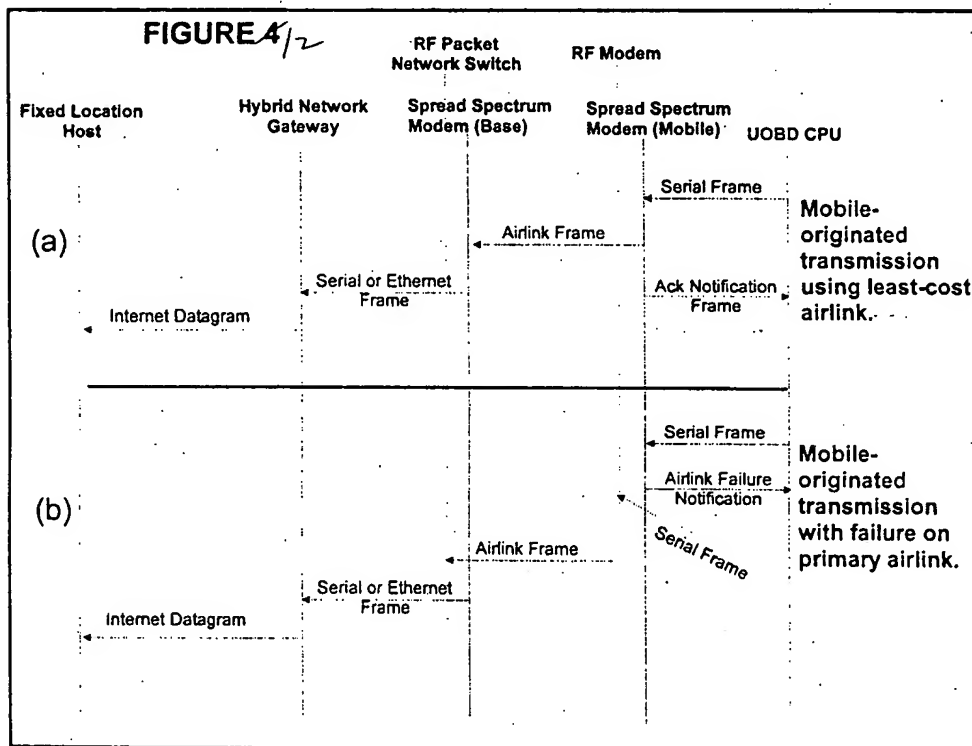 FIGURE 4/2
RF Packet
Network Switch
RF Modem
Fixed Location
Host
Hybrid Network
Gateway
Spread Spectrum
Modem (Base)
Spread Spectrum
Modem (Mobile)
UOBD CPU
(a)
Serial Frame
Airlink Frame
Serial or Ethernet
Frame
Ack Notification
Frame
Internet Datagram
Mobile-
originated
transmission
using least-cost
airlink.
(b)
Serial Frame
Airlink Failure
Notification
Serial Frame
Airlink Frame
Serial or Ethernet
Frame
Internet Datagram
Mobile-
originated
transmission
with failure on
primary airlink.